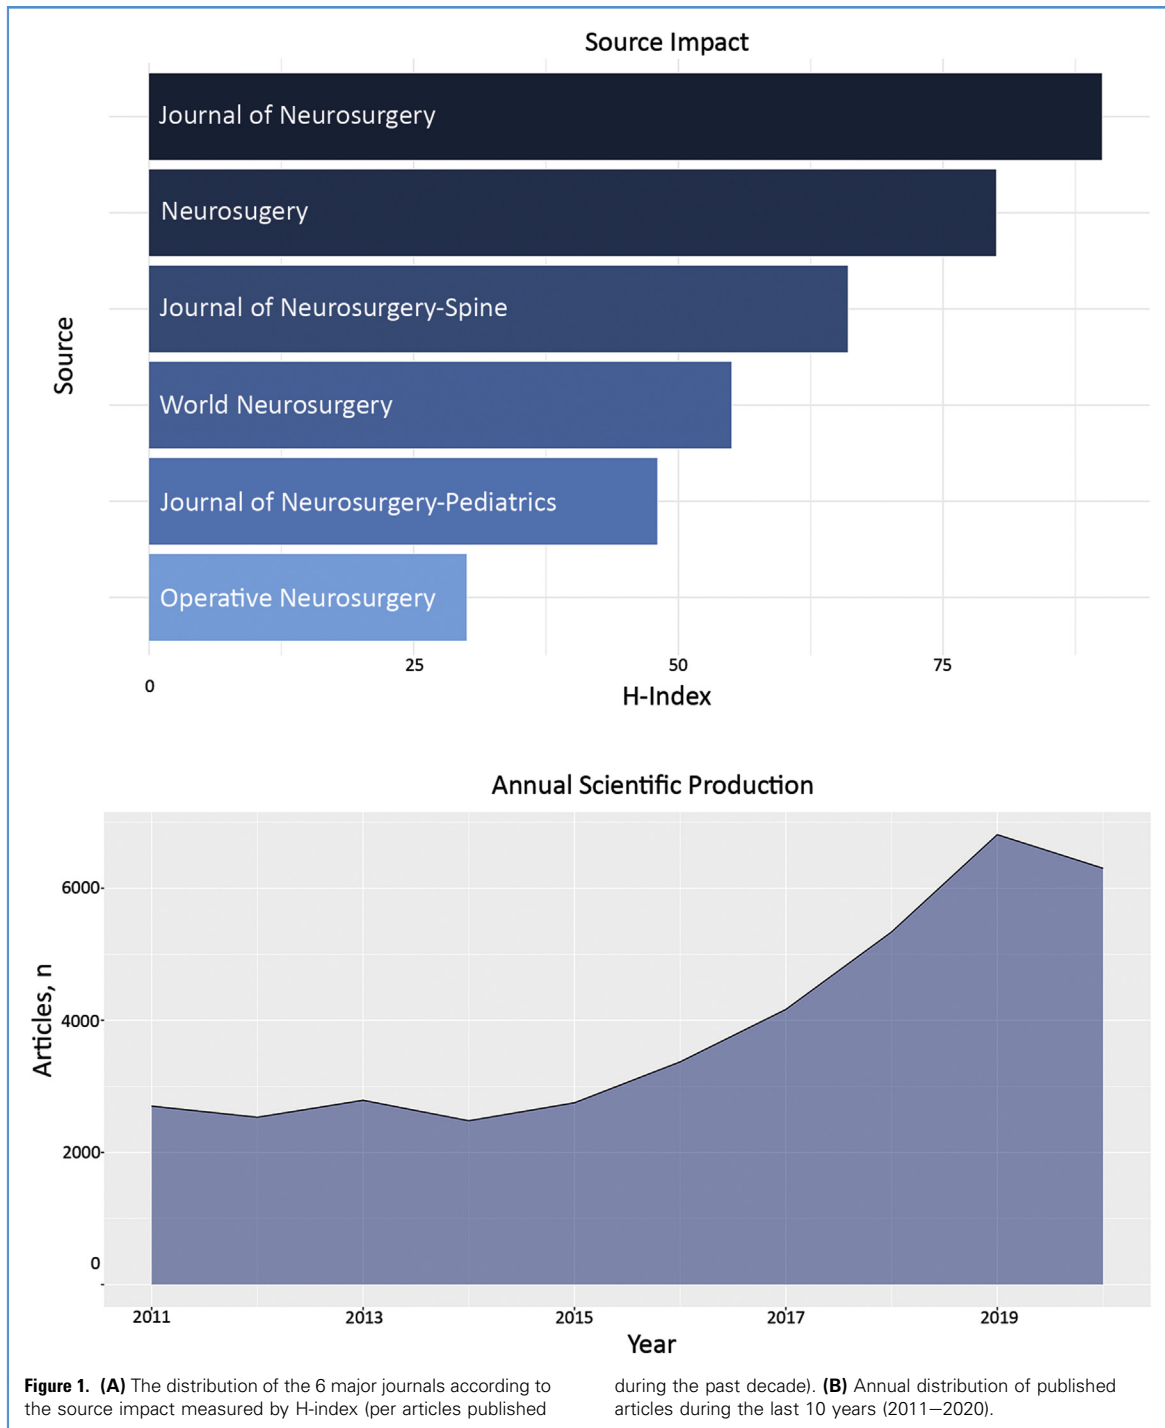 Source Impact
Journal of Neurosurgery
Neurosugery
Journal of Neurosurgery-Spine
World Neurosurgery
Journal of Neurosurgery-Pediatrics
Operative Neurosurgery
Source
0
25
50
75
H-Index
Annual Scientific Production
6000
4000
2000
0
Articles, n
2011
2013
2015
2017
2019
Year
Figure 1. (A) The distribution of the 6 major journals according to
the source impact measured by H-index (per articles published
during the past decade). (B) Annual distribution of published
articles during the last 10 years (2011–2020).